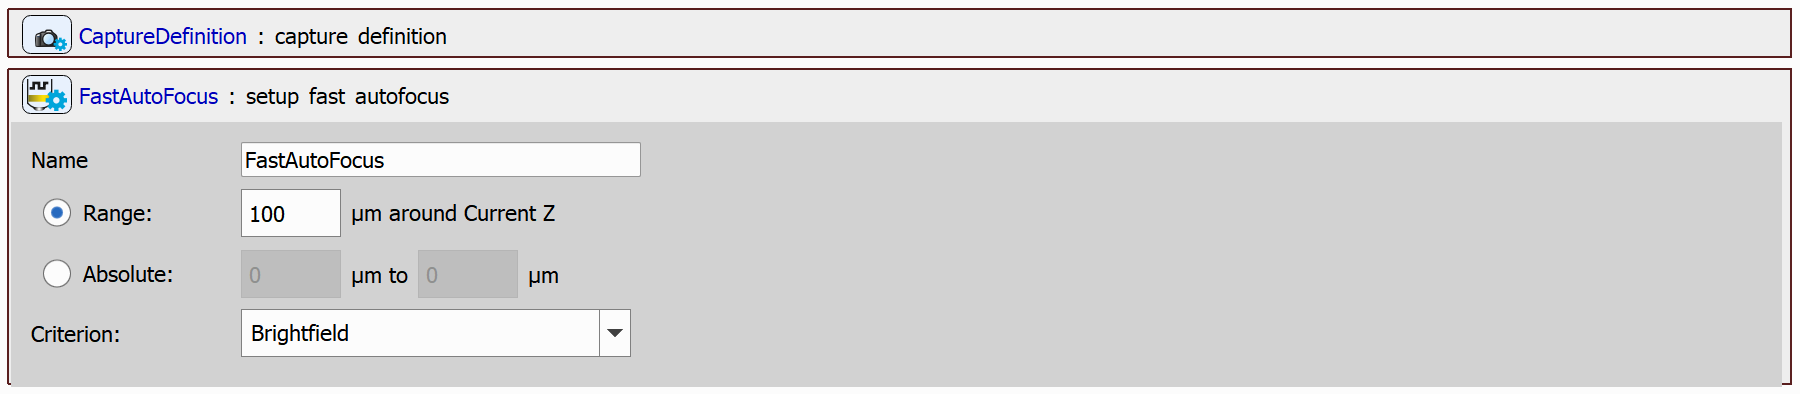 CaptureDefinition : capture definition
FastAutoFocus : setup fast autofocus
Name FastAutoFocus
Range: 100 µm around Current Z
Absolute: 0 µm to 0 µm
Criterion: Brightfield